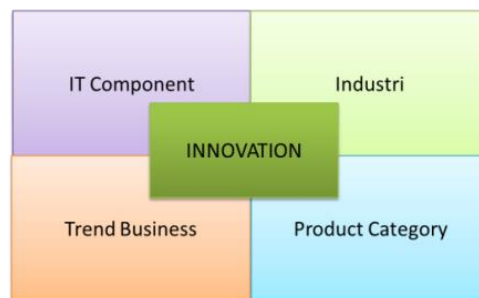 IT Component
Industri
INNOVATION
Trend Business
Product Category